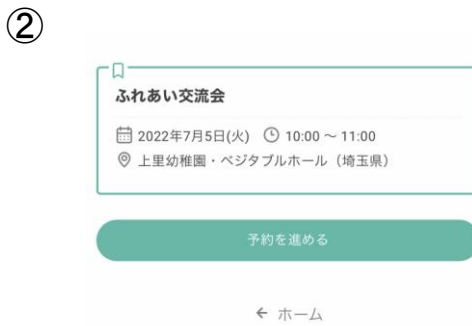 ②
ふれあい交流会
2022年7月5日(火) 10:00 ~ 11:00
上里幼稚園・ベジタブルホール（埼玉県）
予約を進める
← ホーム